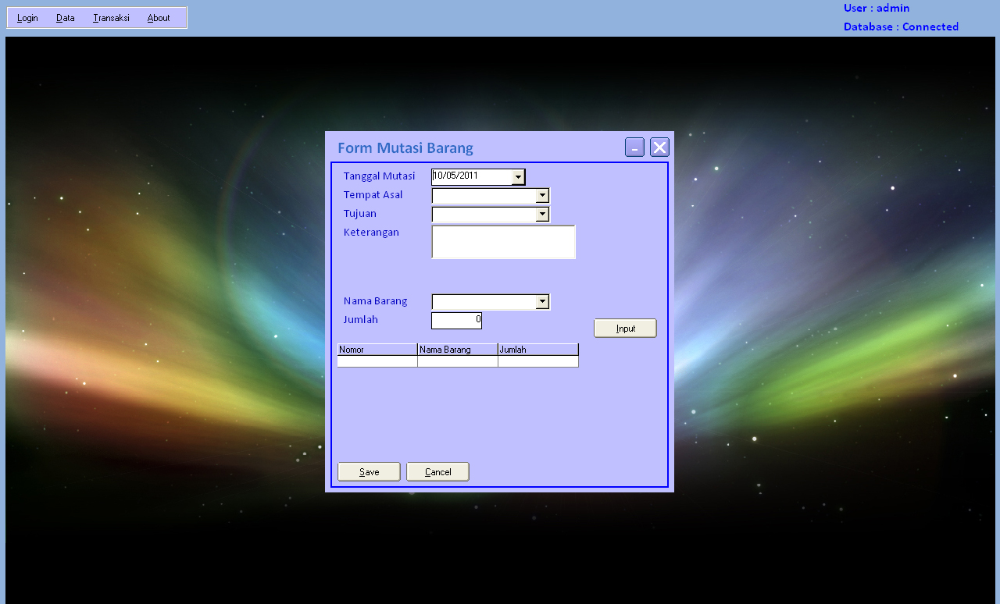 Login Data Transaksi About
User : admin
Database : Connected
Form Mutasi Barang
Tanggal Mutasi 10/05/2011
Tempat Asal
Tujuan
Keterangan
Nama Barang
Jumlah 0
Input
Nomor Nama Barang Jumlah
Save Cancel